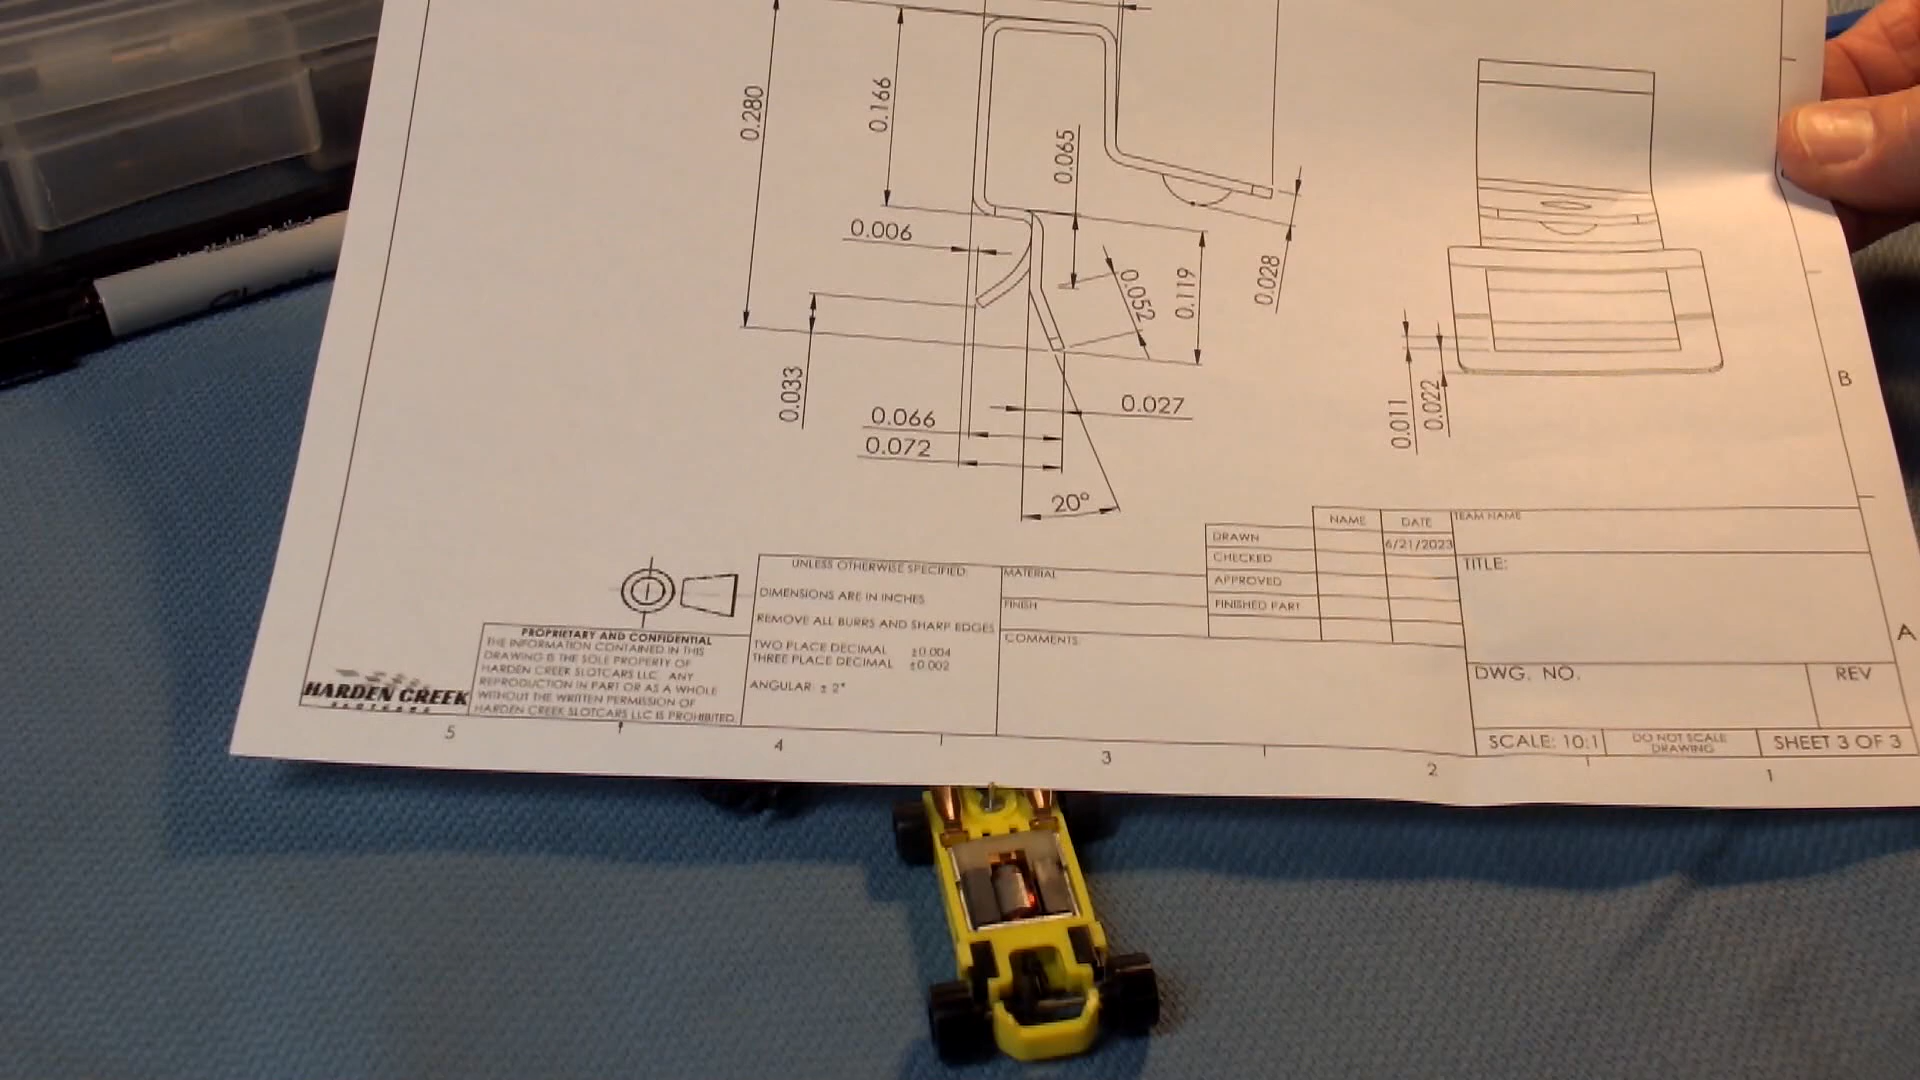 0.280
0.166
0.065
0.006
0.119
0.052
0.028
0.033
0.066
0.072
0.027
20°
0.011
0.022
B
A
NAME
DATE
TEAM NAME
DRAWN
6/21/2023
CHECKED
APPROVED
FINISHED PART
TITLE:
DWG. NO.
REV
SCALE: 10:1
DO NOT SCALE DRAWING
SHEET 3 OF 3
UNLESS OTHERWISE SPECIFIED
DIMENSIONS ARE IN INCHES
REMOVE ALL BURRS AND SHARP EDGES
TWO PLACE DECIMAL ±0.004
THREE PLACE DECIMAL ±0.002
ANGULAR: ± 2°
MATERIAL
FINISH
COMMENTS:
PROPRIETARY AND CONFIDENTIAL
THE INFORMATION CONTAINED IN THIS
DRAWING IS THE SOLE PROPERTY OF
HARDEN CREEK SLOTCARS LLC. ANY
REPRODUCTION IN PART OR AS A WHOLE
WITHOUT THE WRITTEN PERMISSION OF
HARDEN CREEK SLOTCARS LLC IS PROHIBITED.
HARDEN CREEK
SLOTCARS
5
4
3
2
1